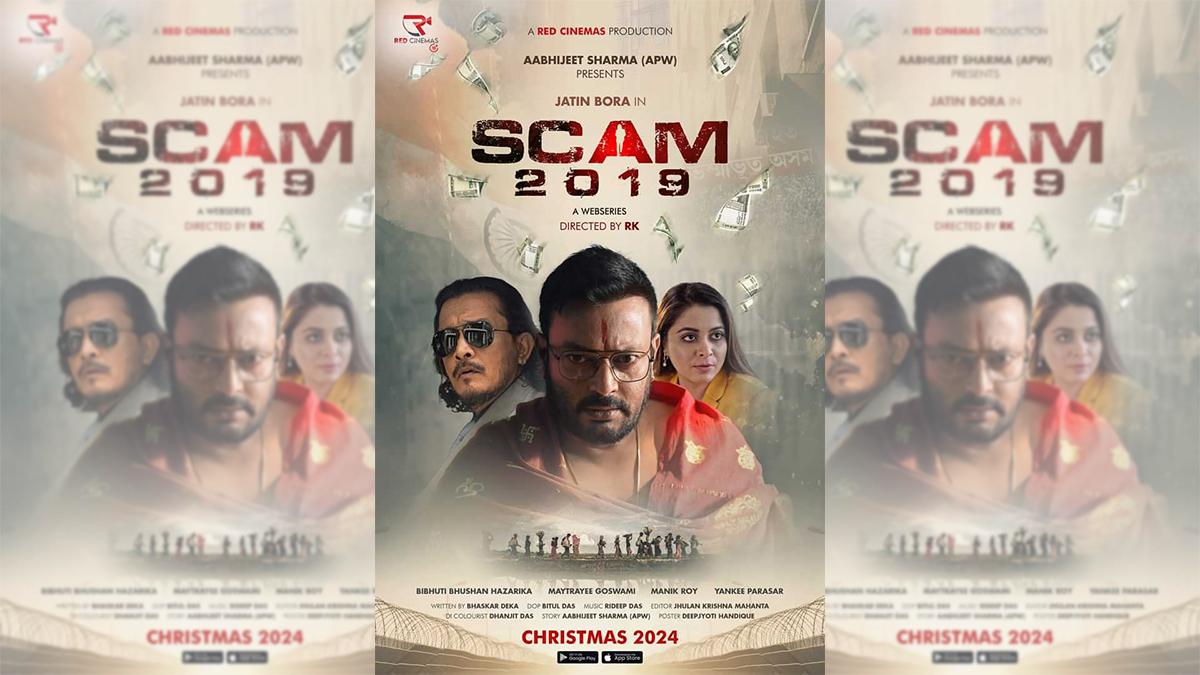 RED CINEMAS
A RED CINEMAS PRODUCTION
AABHIJEET SHARMA (APW)
PRESENTS
JATIN BORA IN
SCAM
2019
A WEBSERIES
DIRECTED BY RK
BIBHUTI BHUSHAN HAZARIKA MAYTRAYEE GOSWAMI MANIK ROY YANKEE PARASAR
WRITTEN BY BHASKAR DEKA DOP BITUL DAS MUSIC RIDEEP DAS EDITOR JHULAN KRISHNA MAHANTA
DI COLOURIST DHANJIT DAS STORY AABHIJEET SHARMA (APW) POSTER DEEPJYOTI HANDIQUE
CHRISTMAS 2024
Google Play App Store